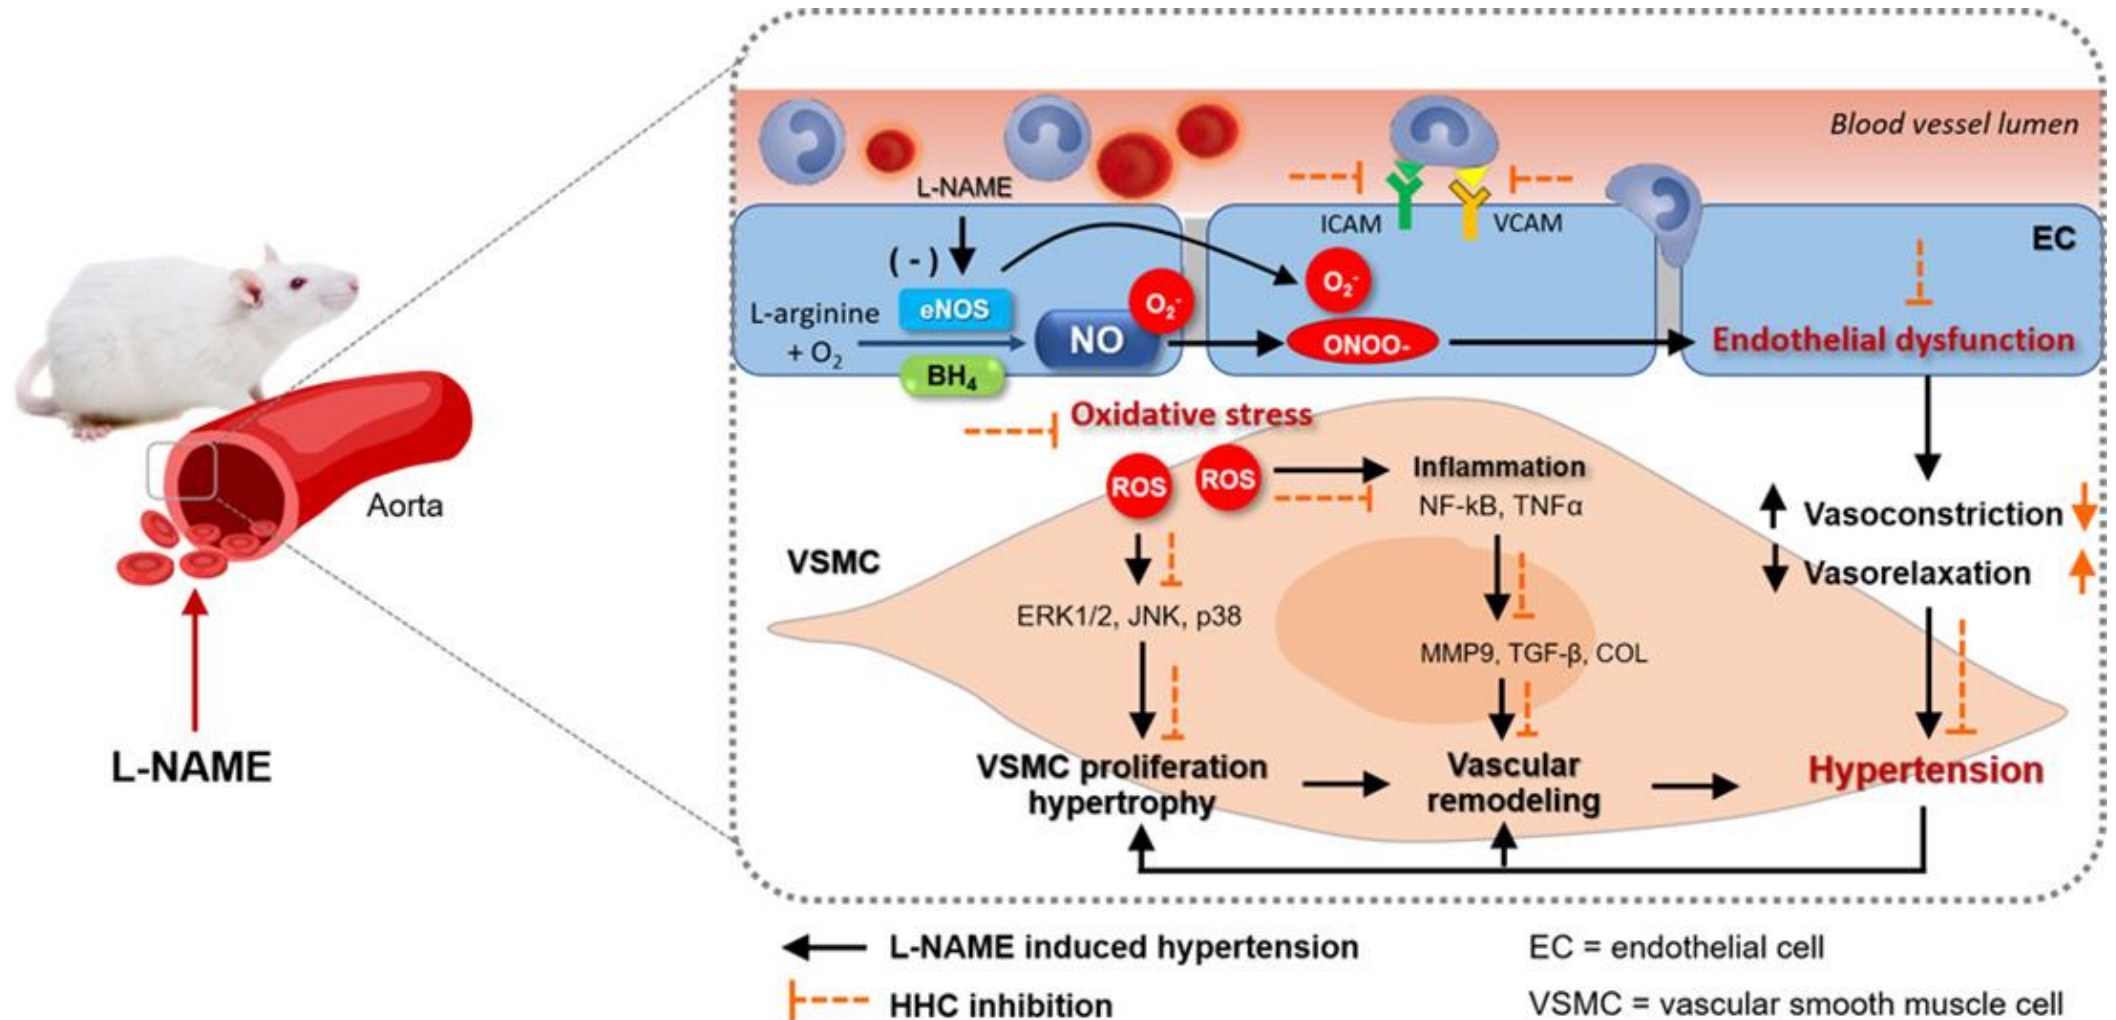 Blood vessel lumen
L-NAME
ICAM
VCAM
EC
( - )
eNOS
O₂⁻
O₂⁻
L-arginine
+ O₂
NO
ONOO-
Endothelial dysfunction
BH₄
Oxidative stress
ROS
ROS
Inflammation
NF-kB, TNFα
Aorta
Vasoconstriction
VSMC
Vasorelaxation
ERK1/2, JNK, p38
MMP9, TGF-β, COL
L-NAME
VSMC proliferation
hypertrophy
Vascular
remodeling
Hypertension
L-NAME induced hypertension
EC = endothelial cell
HHC inhibition
VSMC = vascular smooth muscle cell